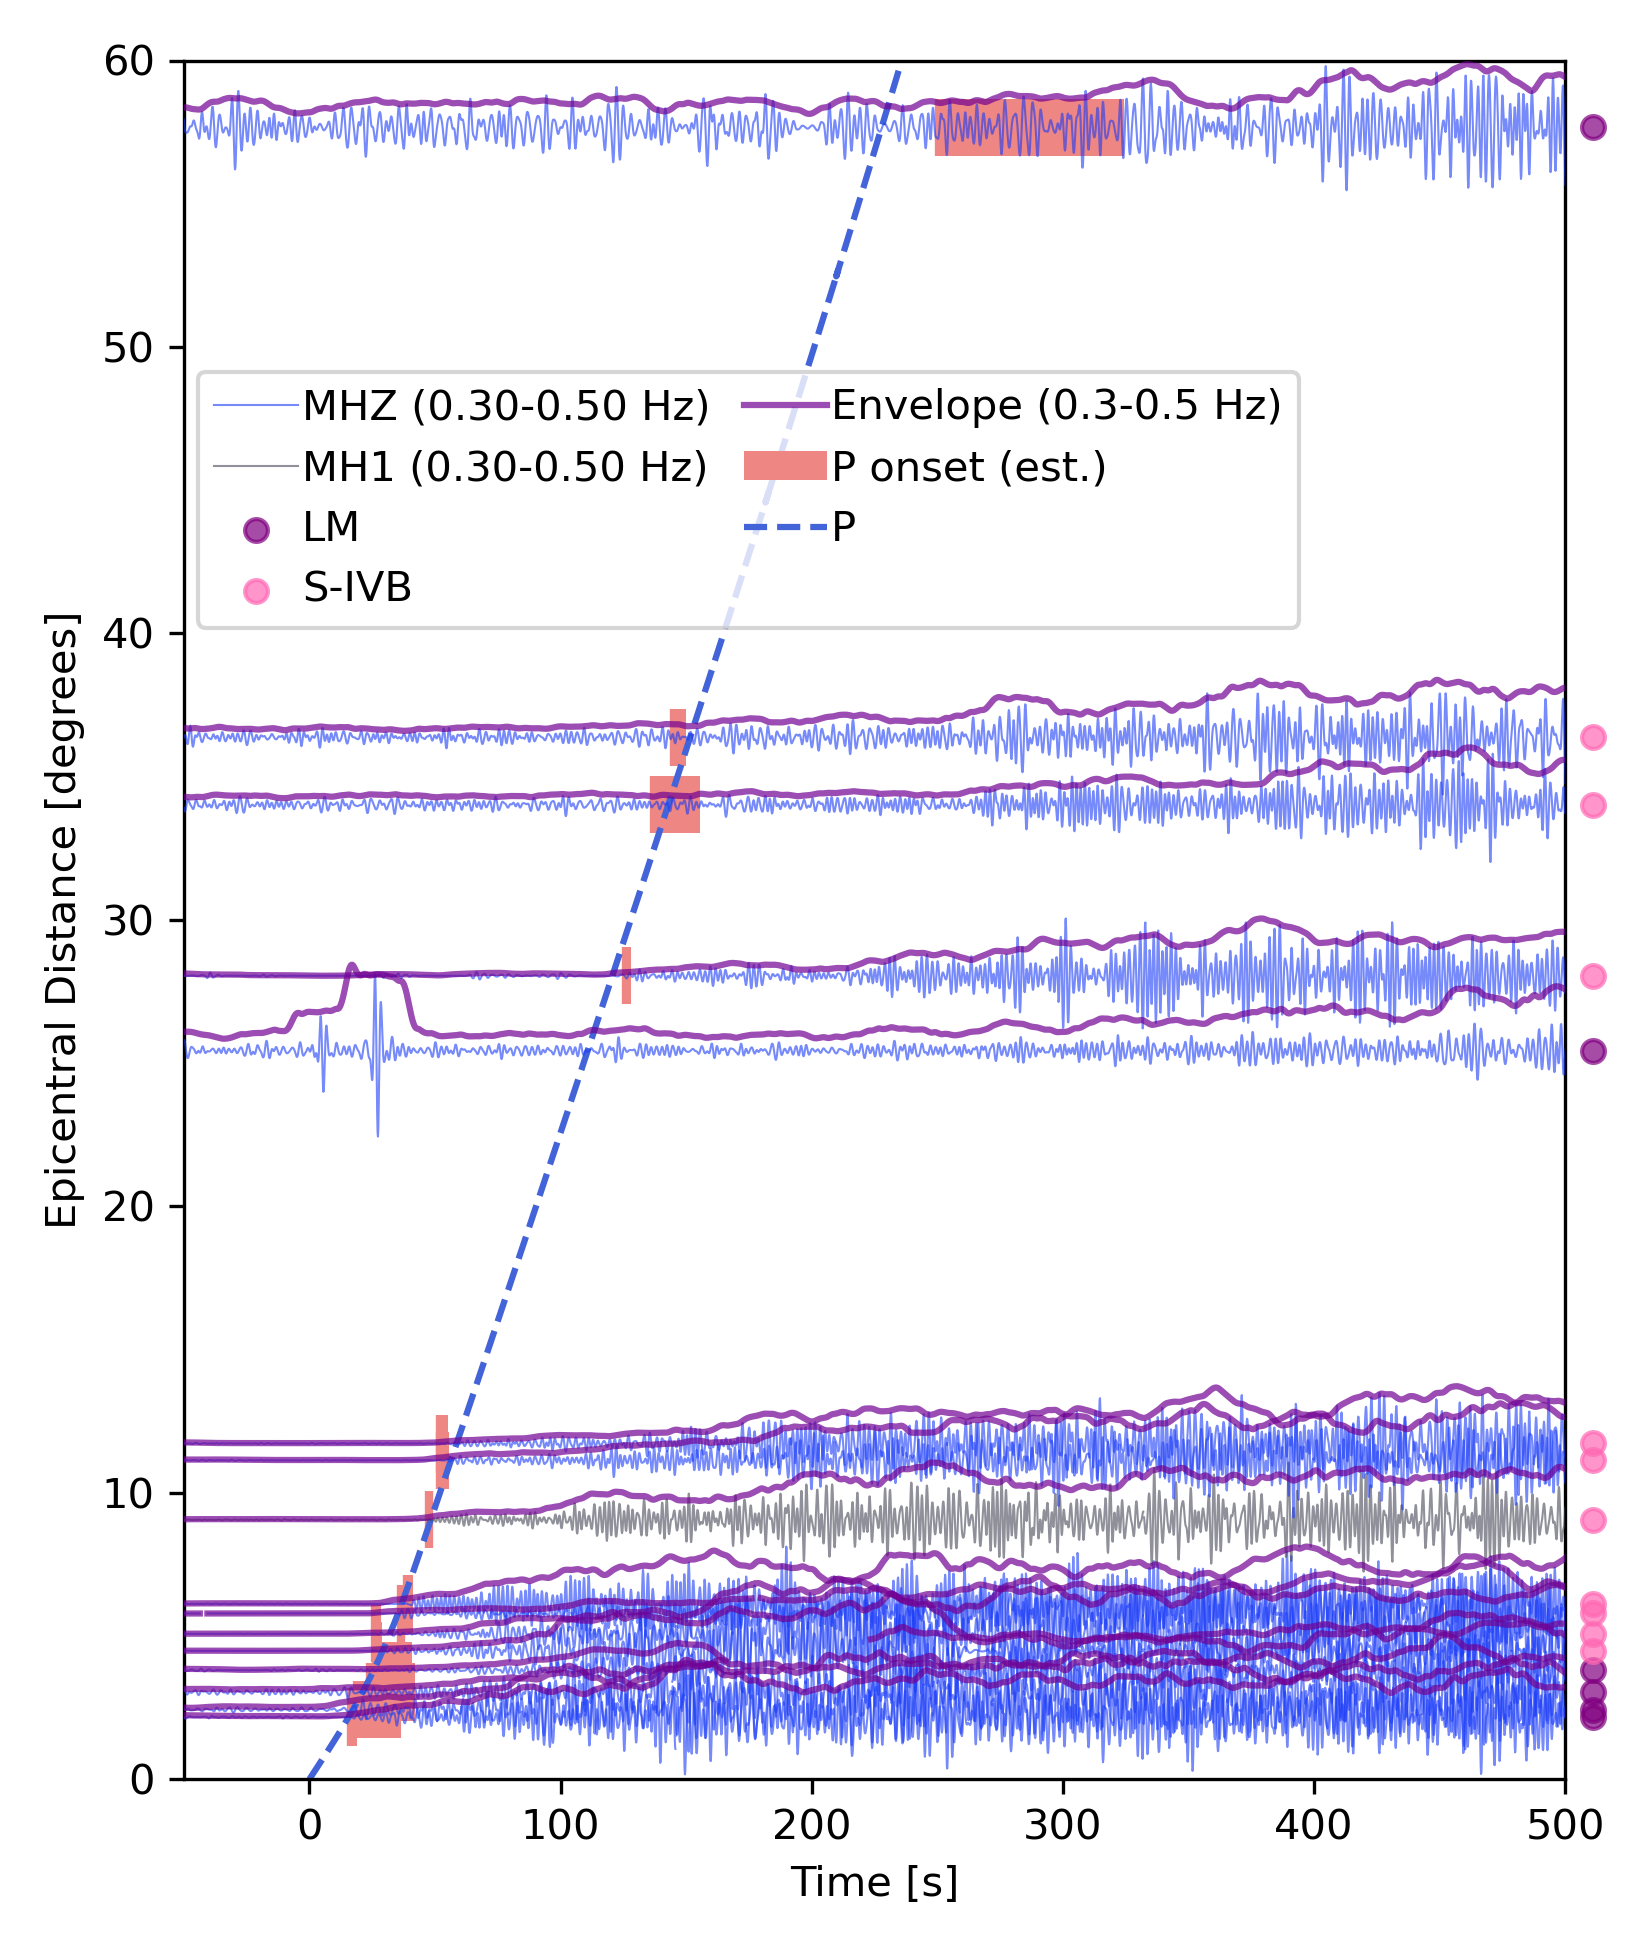 60
50
40
30
20
10
0
Epicentral Distance [degrees]
MHZ (0.30-0.50 Hz)
MH1 (0.30-0.50 Hz)
LM
S-IVB
Envelope (0.3-0.5 Hz)
P onset (est.)
P
0 100 200 300 400 500
Time [s]